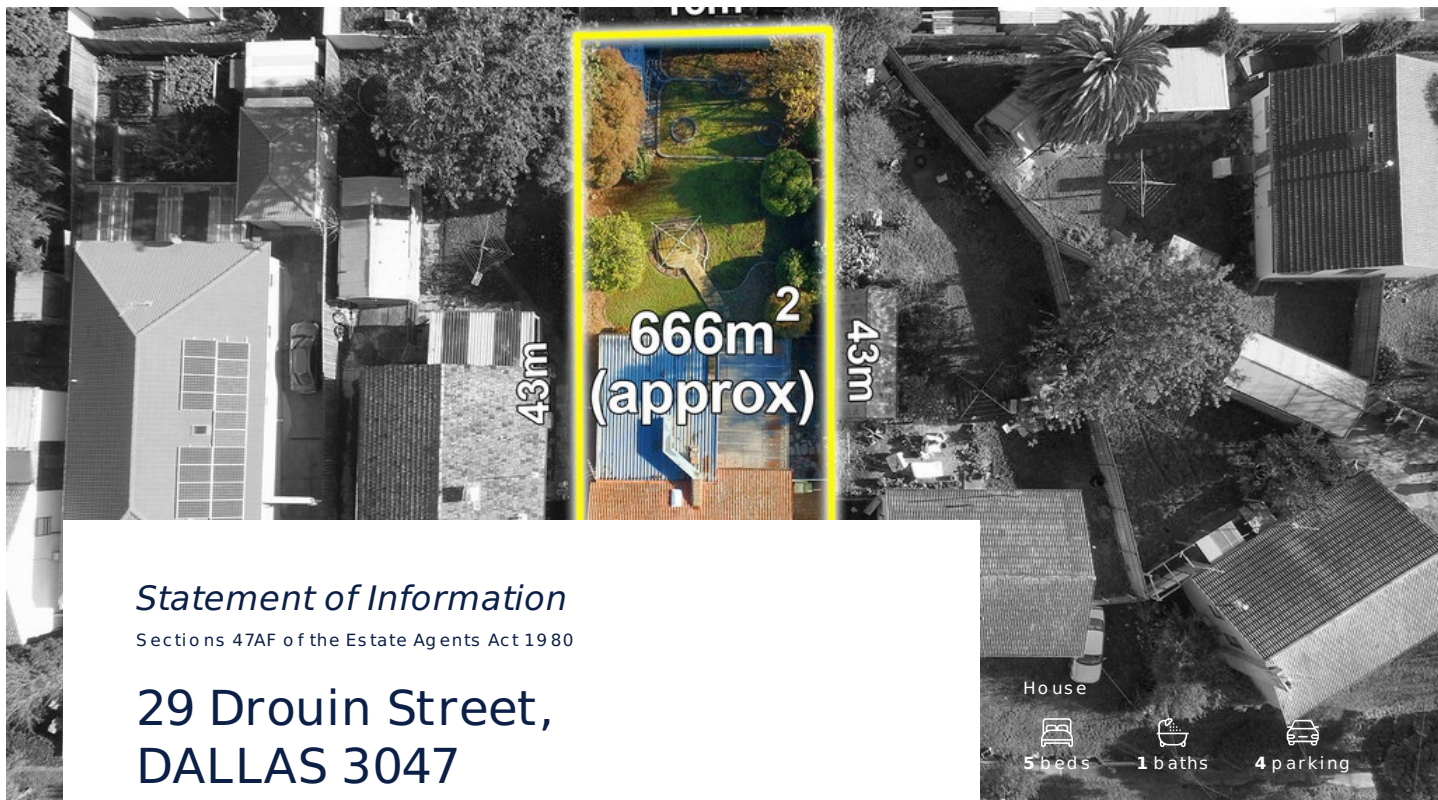 666m²
(approx)
43m
43m
Statement of Information
Sections 47AF of the Estate Agents Act 1980
29 Drouin Street,
DALLAS 3047
House
5 beds 1 baths 4 parking